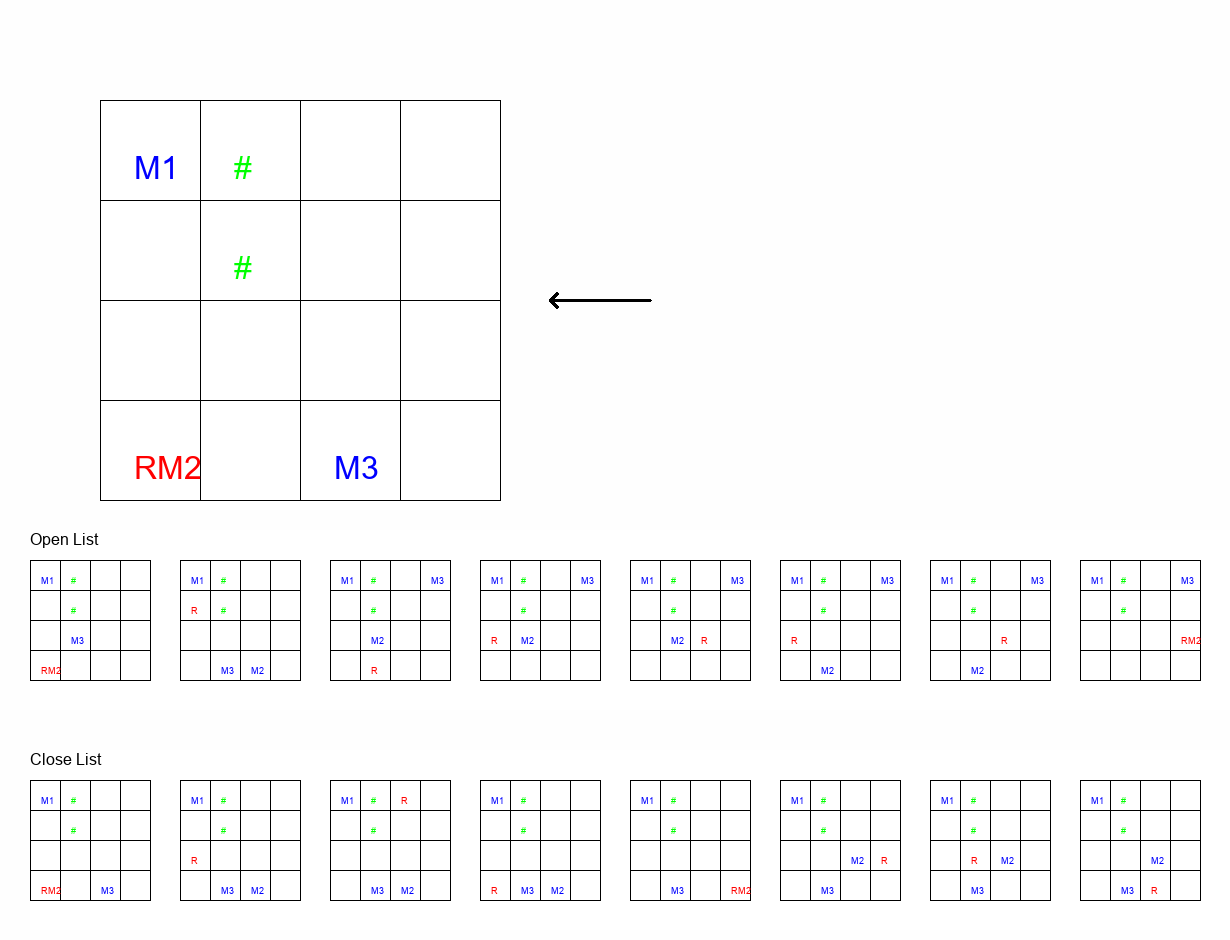 M1 #
#
RM2 M3
Open List
M1 # M1 # M1 # M3 M1 # M3 M1 # M3 M1 # M3 M1 # M3 M1 # M3
# R # # # # # # #
M3 M2 R M2 M2 R R R RM2
RM2 M3 M2 R M2 M2
Close List
M1 # M1 # M1 # R M1 # M1 # M1 # M1 # M1 #
# # # # # # # #
R M2 R R M2 M2
RM2 M3 M3 M2 M3 M2 R M3 M2 M3 RM2 M3 M3 M3 R